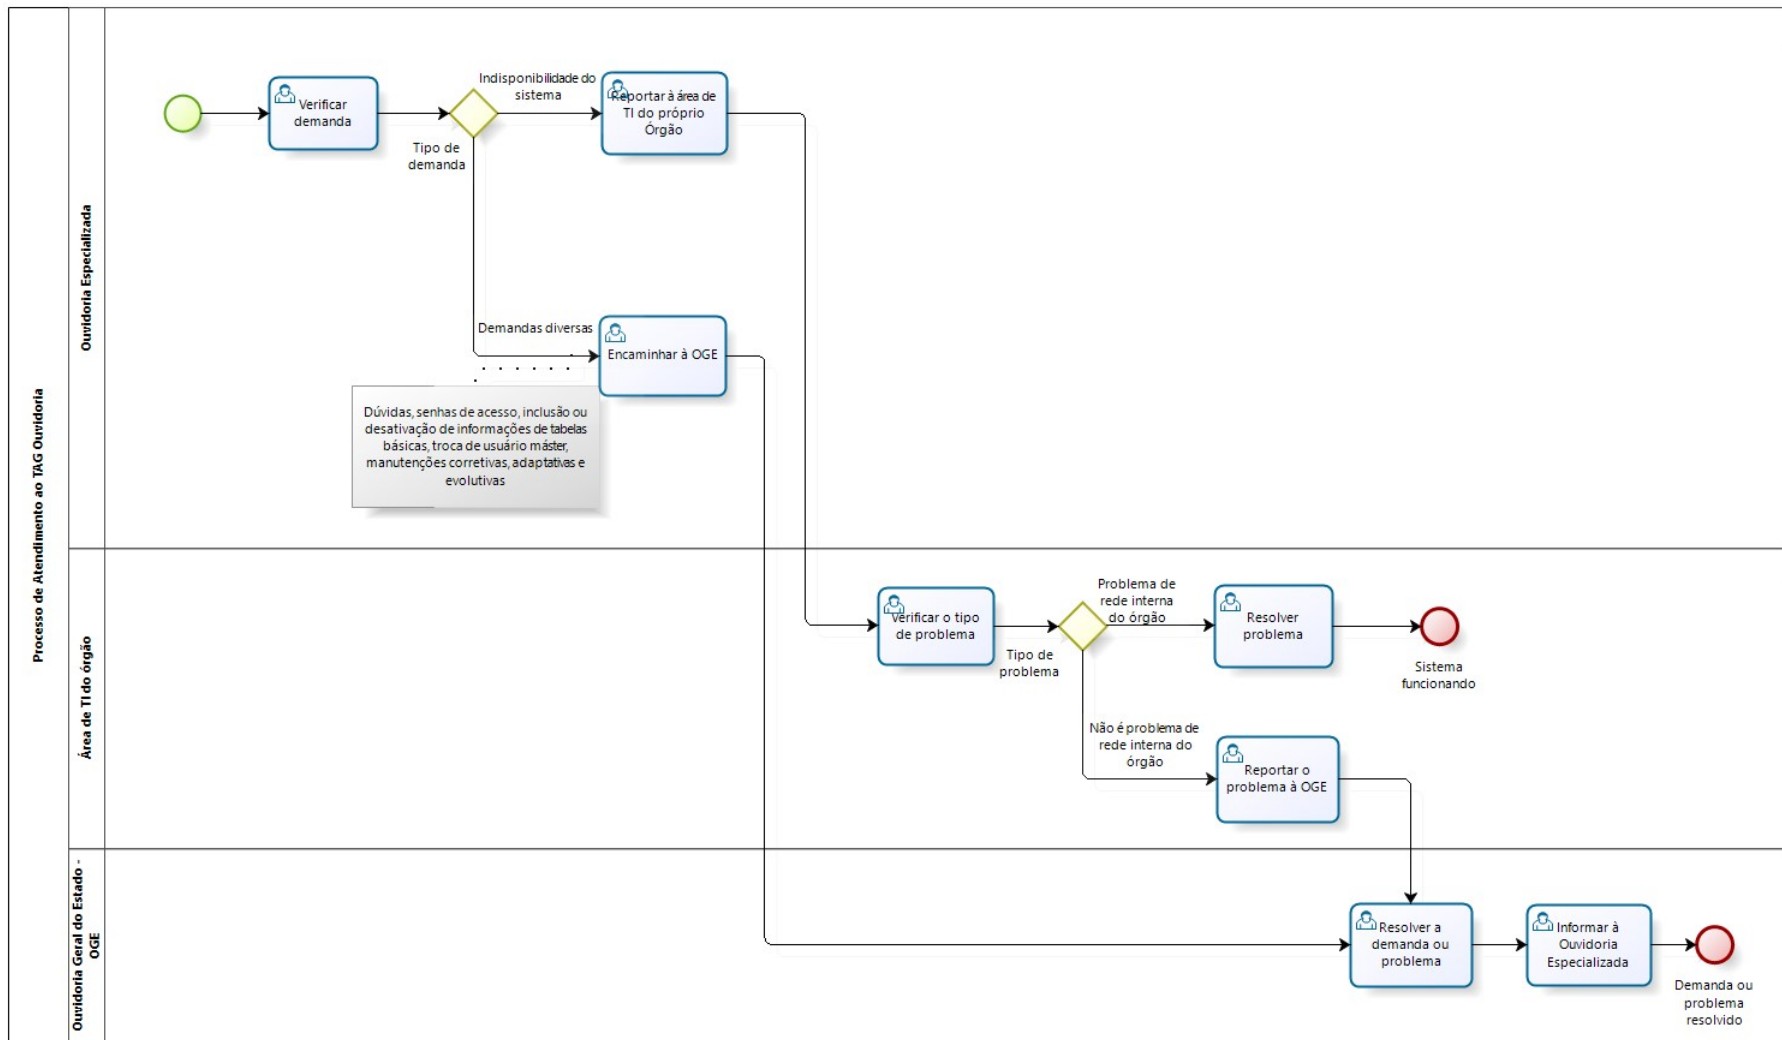 Processo de Atendimento ao TAG Ouvidoria
Ouvidoria Especializada
Verificar
demanda
Tipo de
demanda
Indisponibilidade do
sistema
Reportar à área de
TI do próprio
Órgão
Demandas diversas
Encaminhar à OGE
Dúvidas, senhas de acesso, inclusão ou
desativação de informações de tabelas
básicas, troca de usuário máster,
manutenções corretivas, adaptativas e
evolutivas
Área de TI do órgão
Verificar o tipo
de problema
Tipo de
problema
Problema de
rede interna
do órgão
Resolver
problema
Sistema
funcionando
Não é problema de
rede interna do
órgão
Reportar o
problema à OGE
Ouvidoria Geral do Estado -
OGE
Resolver a
demanda ou
problema
Informar à
Ouvidoria
Especializada
Demanda ou
problema
resolvido